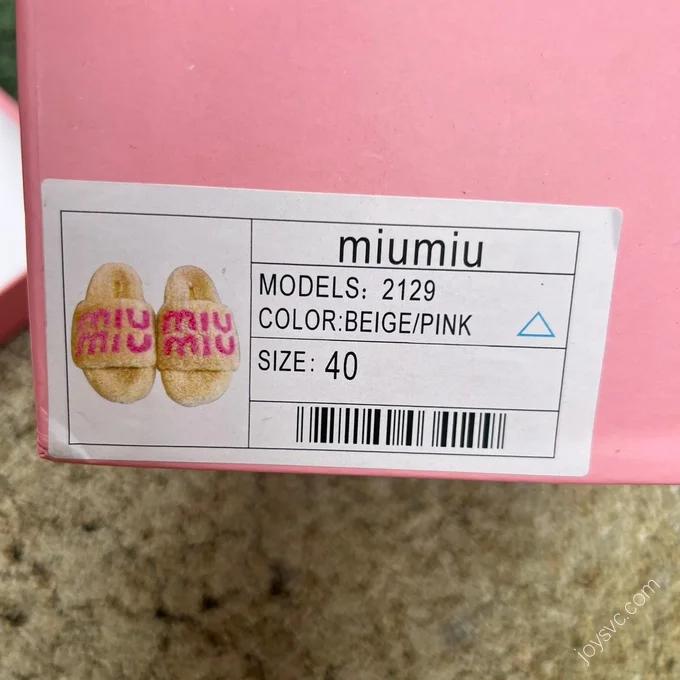 miumiu
MODELS: 2129
COLOR:BEIGE/PINK
SIZE: 40
miu miu
miu miu
joysvc.com